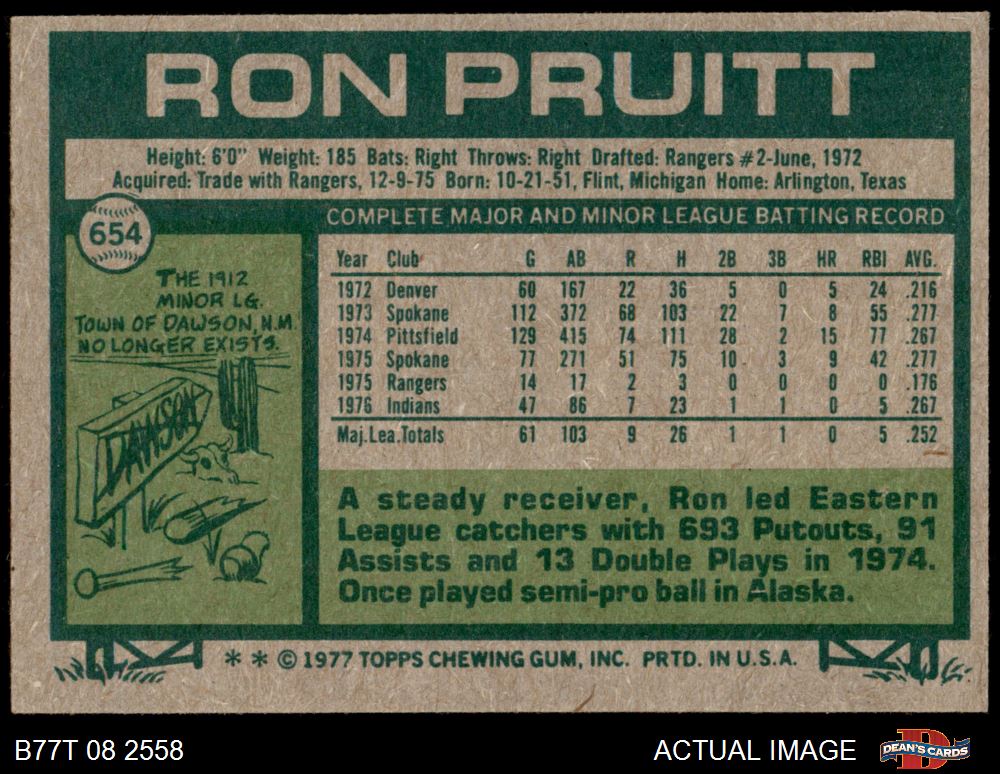 RON PRUITT
Height: 6'0" Weight: 185 Bats: Right Throws: Right Drafted: Rangers #2-June, 1972
Acquired: Trade with Rangers, 12-9-75 Born: 10-21-51, Flint, Michigan Home: Arlington, Texas
654
THE 1912
MINOR LG.
TOWN OF DAWSON, N.M.
NO LONGER EXISTS.
DAWSON
COMPLETE MAJOR AND MINOR LEAGUE BATTING RECORD
Year Club G AB R H 2B 3B HR RBI AVG.
1972 Denver 60 167 22 36 5 0 5 24 .216
1973 Spokane 112 372 68 103 22 7 8 55 .277
1974 Pittsfield 129 415 74 111 28 2 15 77 .267
1975 Spokane 77 271 51 75 10 3 9 42 .277
1975 Rangers 14 17 2 3 0 0 0 0 .176
1976 Indians 47 86 7 23 1 1 0 5 .267
Maj.Lea.Totals 61 103 9 26 1 1 0 5 .252
A steady receiver, Ron led Eastern
League catchers with 693 Putouts, 91
Assists and 13 Double Plays in 1974.
Once played semi-pro ball in Alaska.
** © 1977 TOPPS CHEWING GUM, INC. PRTD. IN U.S.A.
B77T 08 2558
ACTUAL IMAGE
DEAN'S CARDS